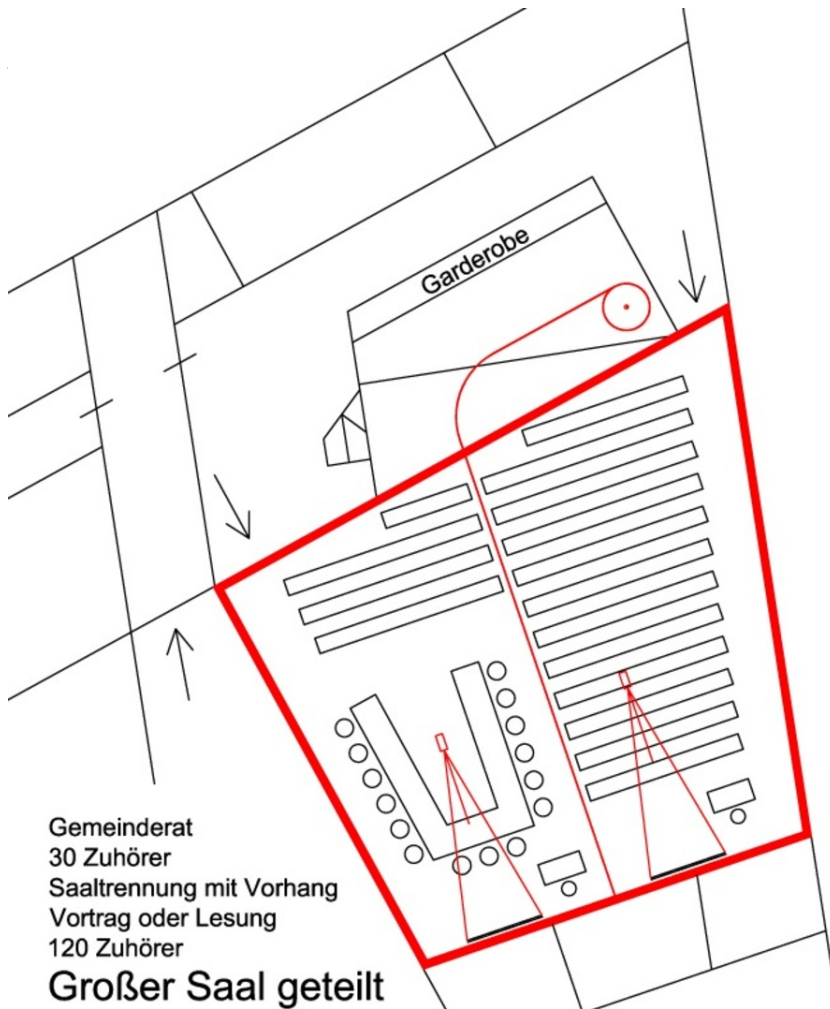 Garderobe
Gemeinderat
30 Zuhörer
Saaltrennung mit Vorhang
Vortrag oder Lesung
120 Zuhörer
Großer Saal geteilt